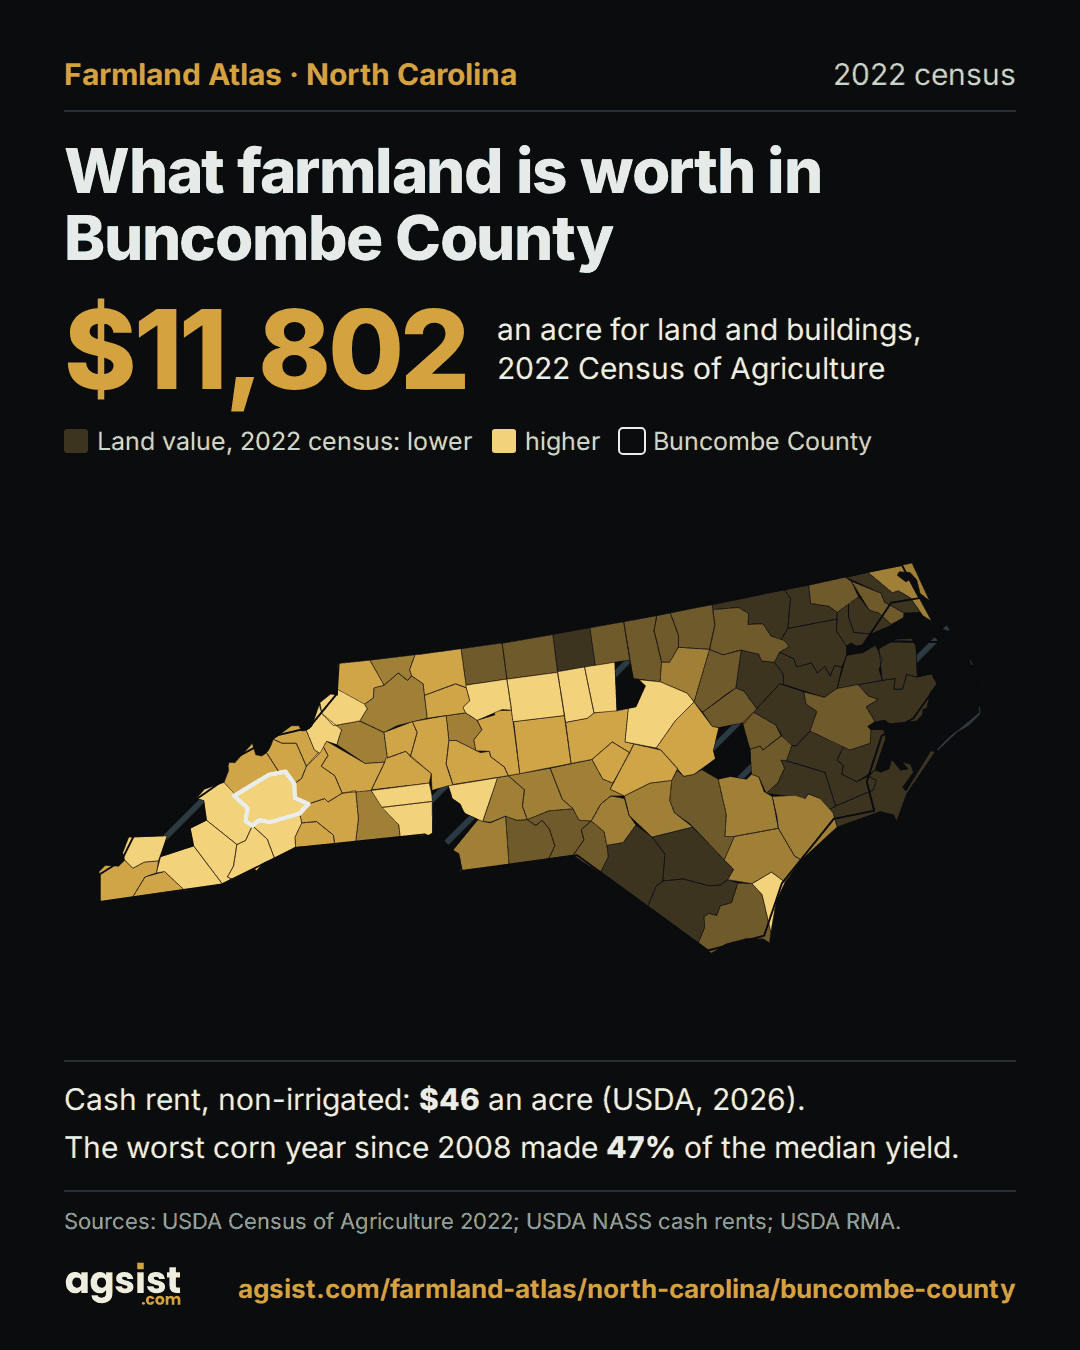 Farmland Atlas · North Carolina
2022 census
What farmland is worth in
Buncombe County
$11,802
an acre for land and buildings,
2022 Census of Agriculture
Land value, 2022 census: lower
higher
Buncombe County
Cash rent, non-irrigated: $46 an acre (USDA, 2026).
The worst corn year since 2008 made 47% of the median yield.
Sources: USDA Census of Agriculture 2022; USDA NASS cash rents; USDA RMA.
agsist
.com
agsist.com/farmland-atlas/north-carolina/buncombe-county